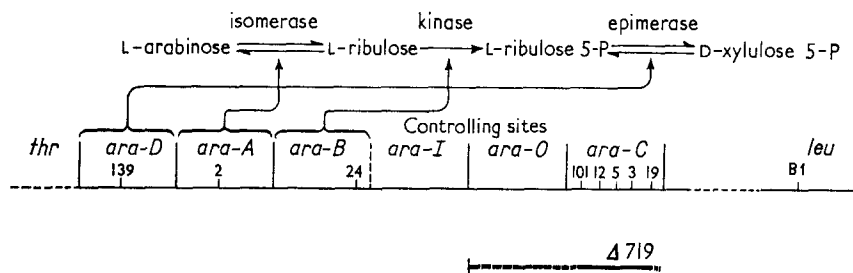 isomerase kinase epimerase
L-arabinose L-ribulose L-ribulose 5-P D-xylulose 5-P
Controlling sites
thr ara-D ara-A ara-B ara-I ara-O ara-C leu
139 2 24 101 12 5 3 19 B1
Δ719